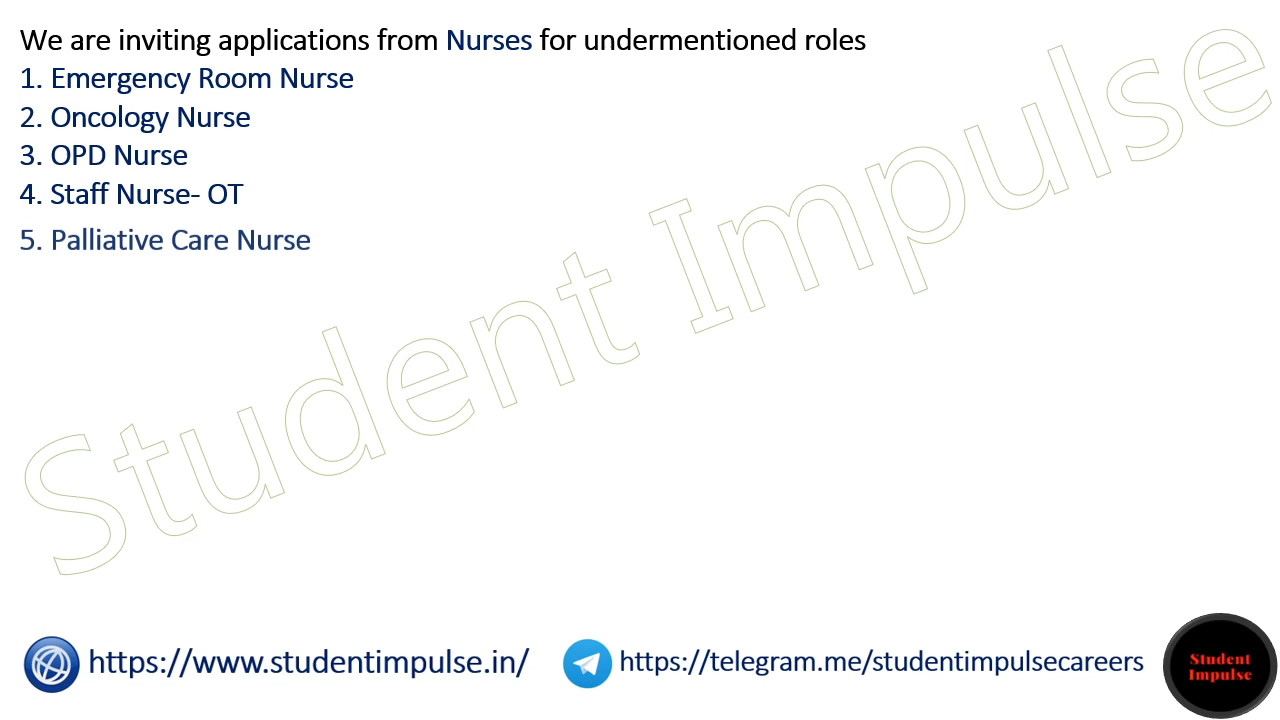 We are inviting applications from Nurses for undermentioned roles
1. Emergency Room Nurse
2. Oncology Nurse
3. OPD Nurse
4. Staff Nurse- OT
5. Palliative Care Nurse
Student Impulse
https://www.studentimpulse.in/
https://telegram.me/studentimpulsecareers
Student
Impulse